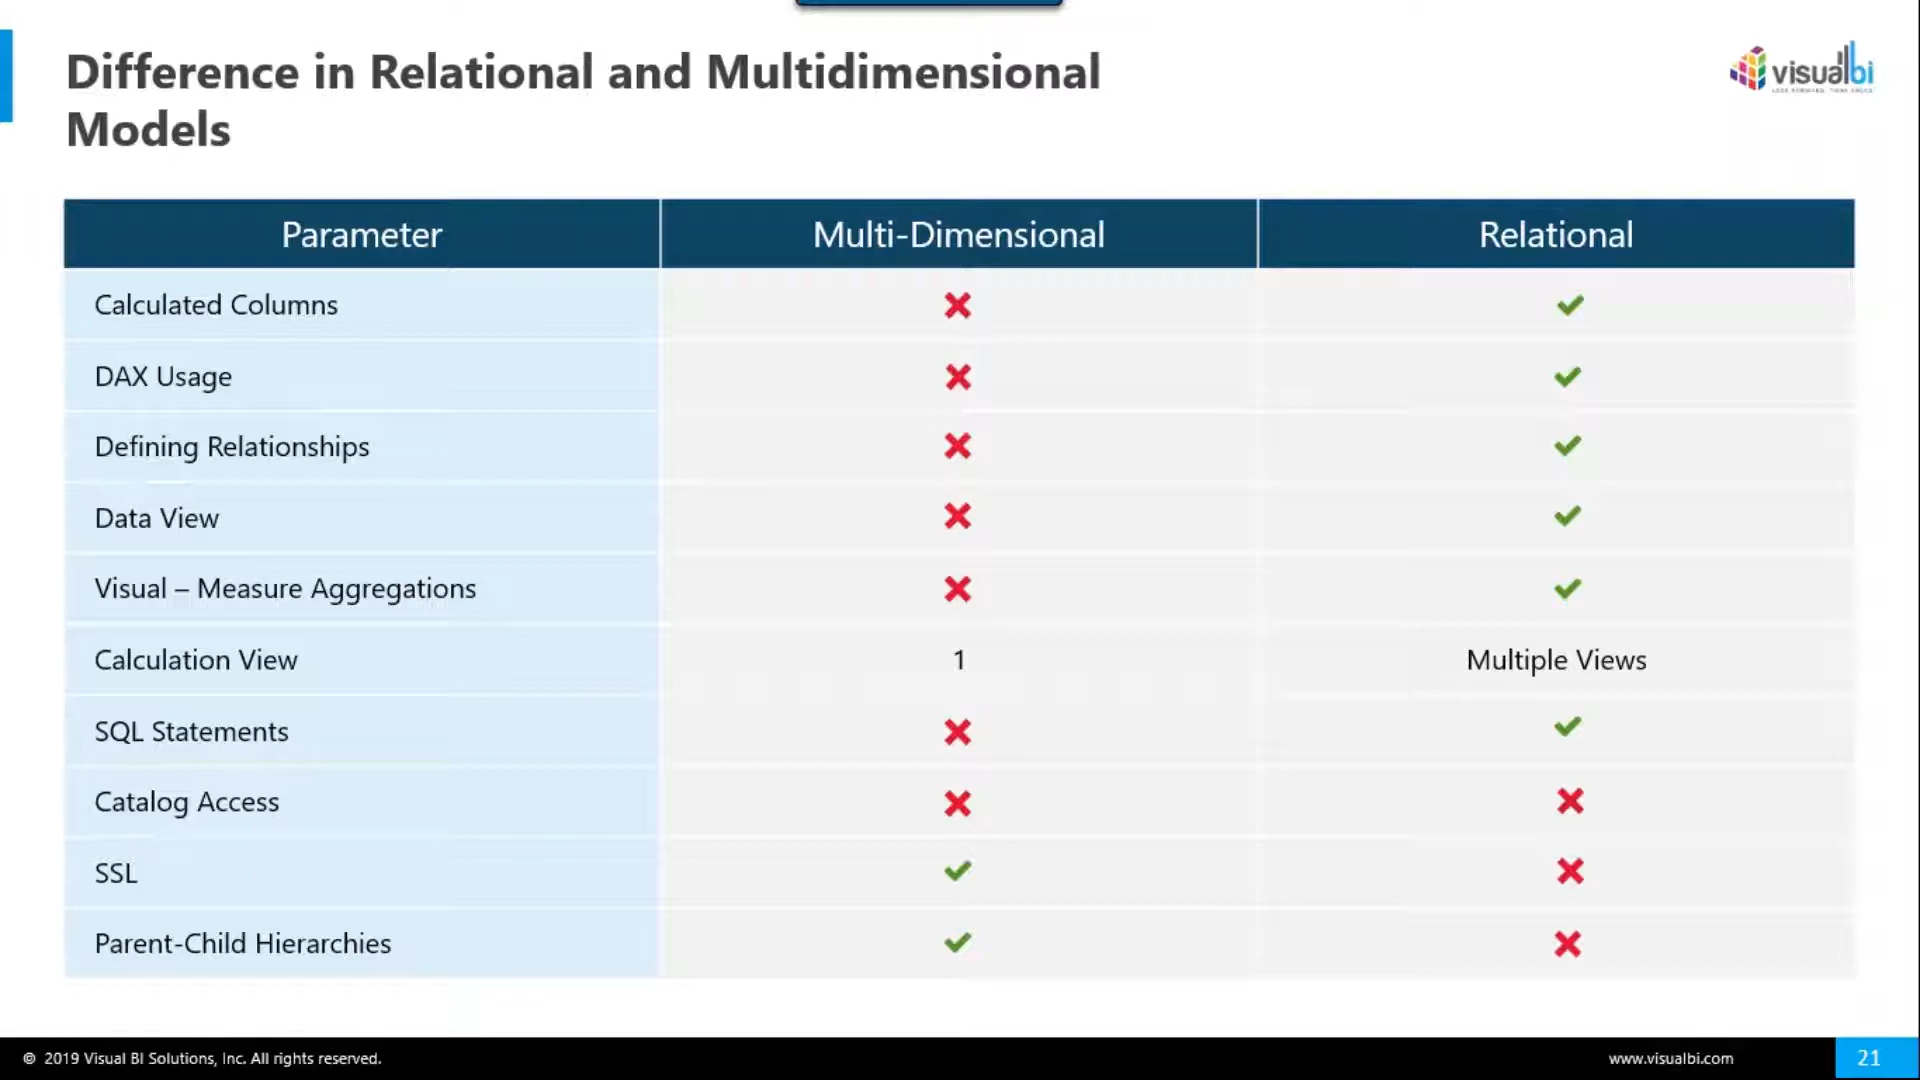 Difference in Relational and Multidimensional
Models
visualbi
Parameter Multi-Dimensional Relational
Calculated Columns
DAX Usage
Defining Relationships
Data View
Visual – Measure Aggregations
Calculation View 1 Multiple Views
SQL Statements
Catalog Access
SSL
Parent-Child Hierarchies
© 2019 Visual BI Solutions, Inc. All rights reserved. www.visualbi.com 21